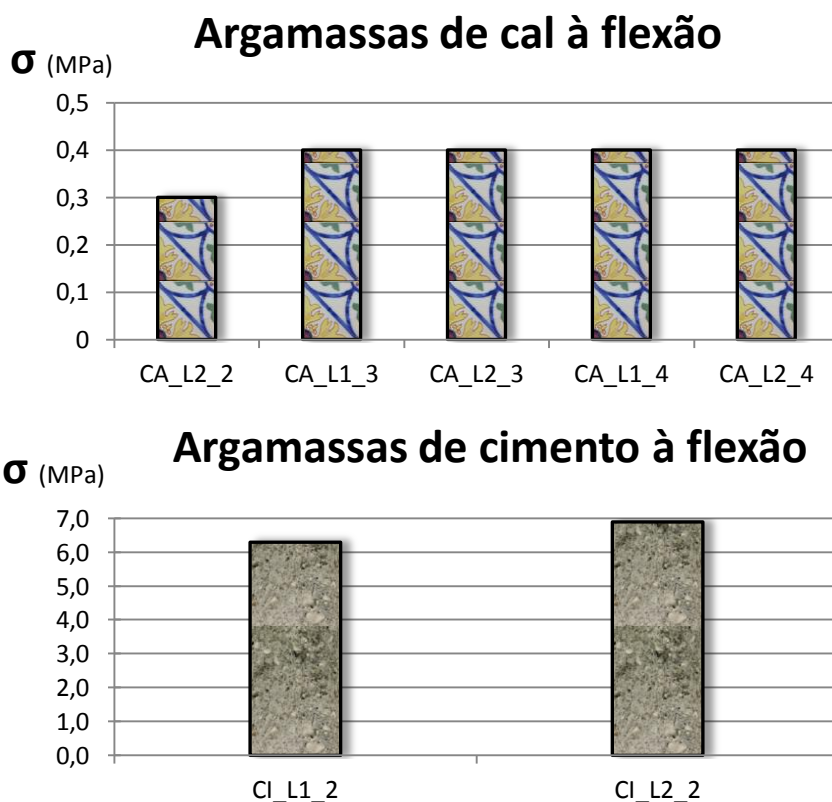 Argamassas de cal à flexão
σ (MPa)
0,5
0,4
0,3
0,2
0,1
0
CA_L2_2 CA_L1_3 CA_L2_3 CA_L1_4 CA_L2_4
Argamassas de cimento à flexão
σ (MPa)
7,0
6,0
5,0
4,0
3,0
2,0
1,0
0,0
CI_L1_2 CI_L2_2